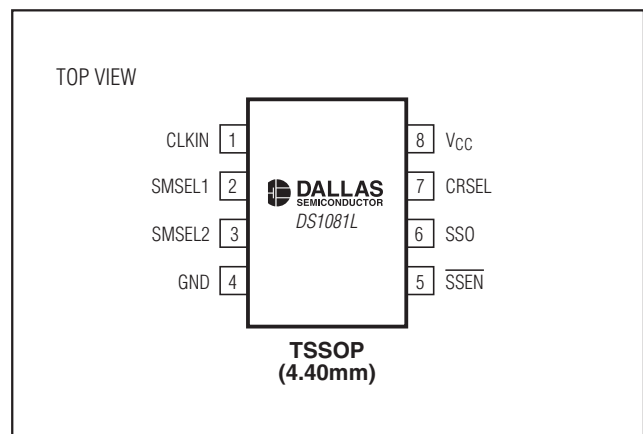 TOP VIEW
CLKIN 1
8 VCC
SMSEL1 2
7 CRSEL
SMSEL2 3
6 SSO
GND 4
5 S̅S̅E̅N̅
DALLAS
SEMICONDUCTOR
DS1081L
TSSOP
(4.40mm)